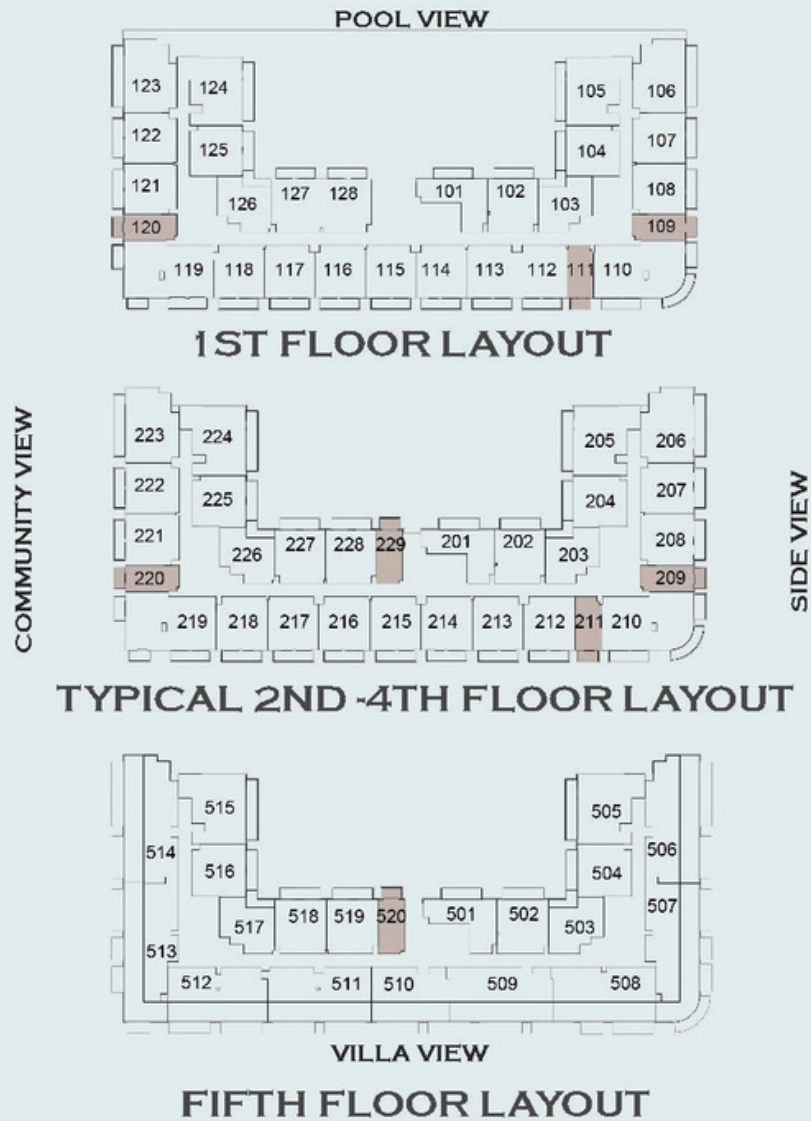 POOL VIEW
123 124 105 106
122 125 104 107
121 127 128 101 102 108
126 103
120 109
119 118 117 116 115 114 113 112 111 110
1ST FLOOR LAYOUT
COMMUNITY VIEW
SIDE VIEW
223 224 205 206
222 225 204 207
221 208
226 227 228 229 201 202 203
220 209
219 218 217 216 215 214 213 212 211 210
TYPICAL 2ND -4TH FLOOR LAYOUT
515 505
514 516 504 506
517 518 519 520 501 502 503 507
513
512 511 510 509 508
VILLA VIEW
FIFTH FLOOR LAYOUT